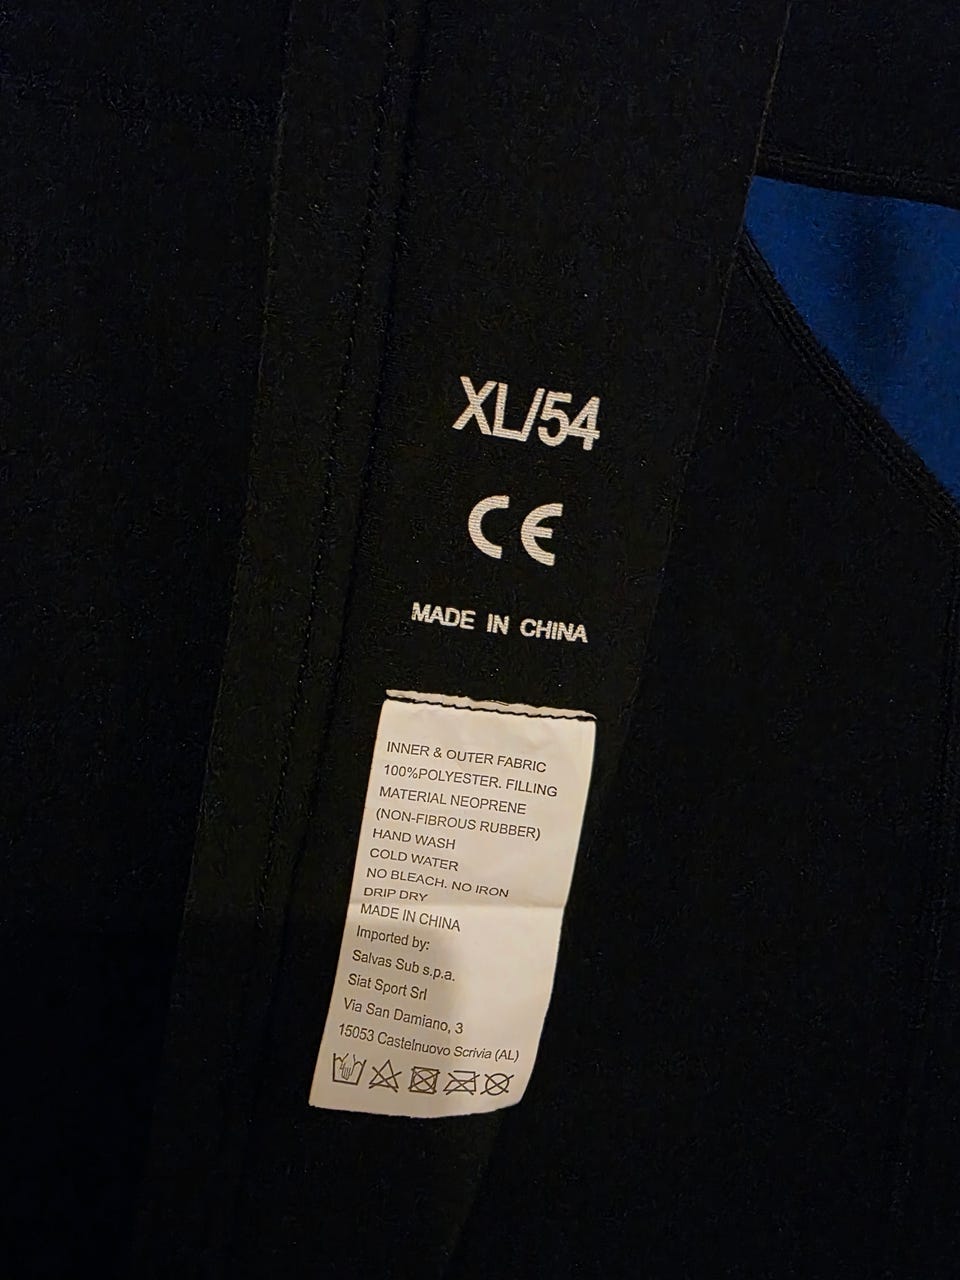 XL/54
CE
MADE IN CHINA
INNER & OUTER FABRIC
100%POLYESTER. FILLING
MATERIAL NEOPRENE
(NON-FIBROUS RUBBER)
HAND WASH
COLD WATER
NO BLEACH. NO IRON
DRIP DRY
MADE IN CHINA
Imported by:
Salvas Sub s.p.a.
Siat Sport Srl
Via San Damiano, 3
15053 Castelnuovo Scrivia (AL)